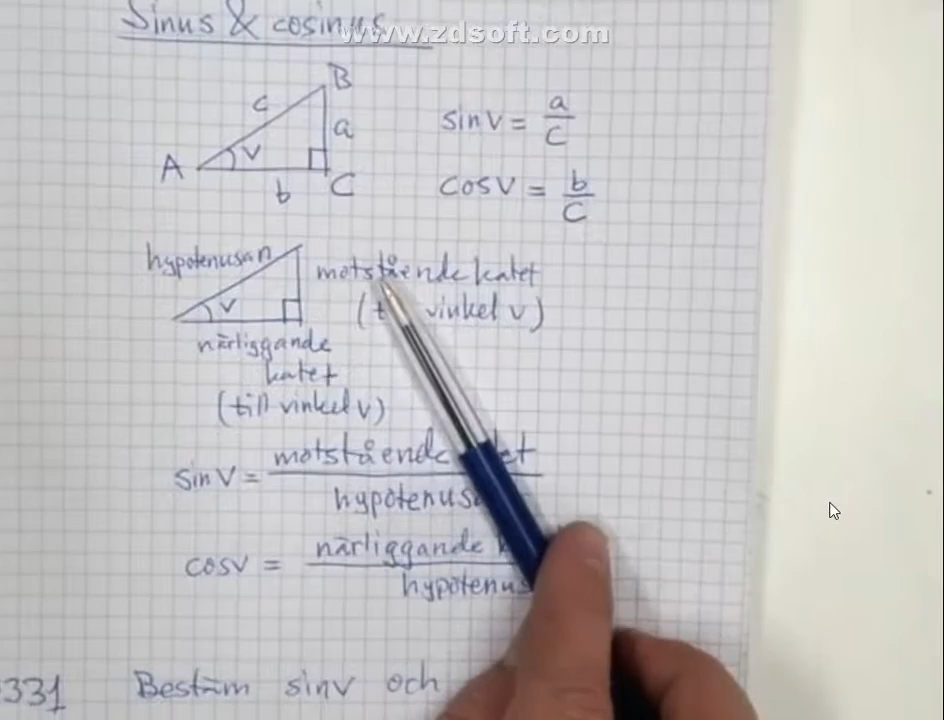 Sinus & cosinus
www.zdsoft.com
B
c
a
A
v
b
C
sin v = a/c
cos v = b/c
hypotenusan
motstående katet
(t vinkel v)
v
närliggande
katet
(till vinkel v)
sin v = motstående et / hypotenus
cos v = närliggande / hypotenus
331 Bestäm sin v och